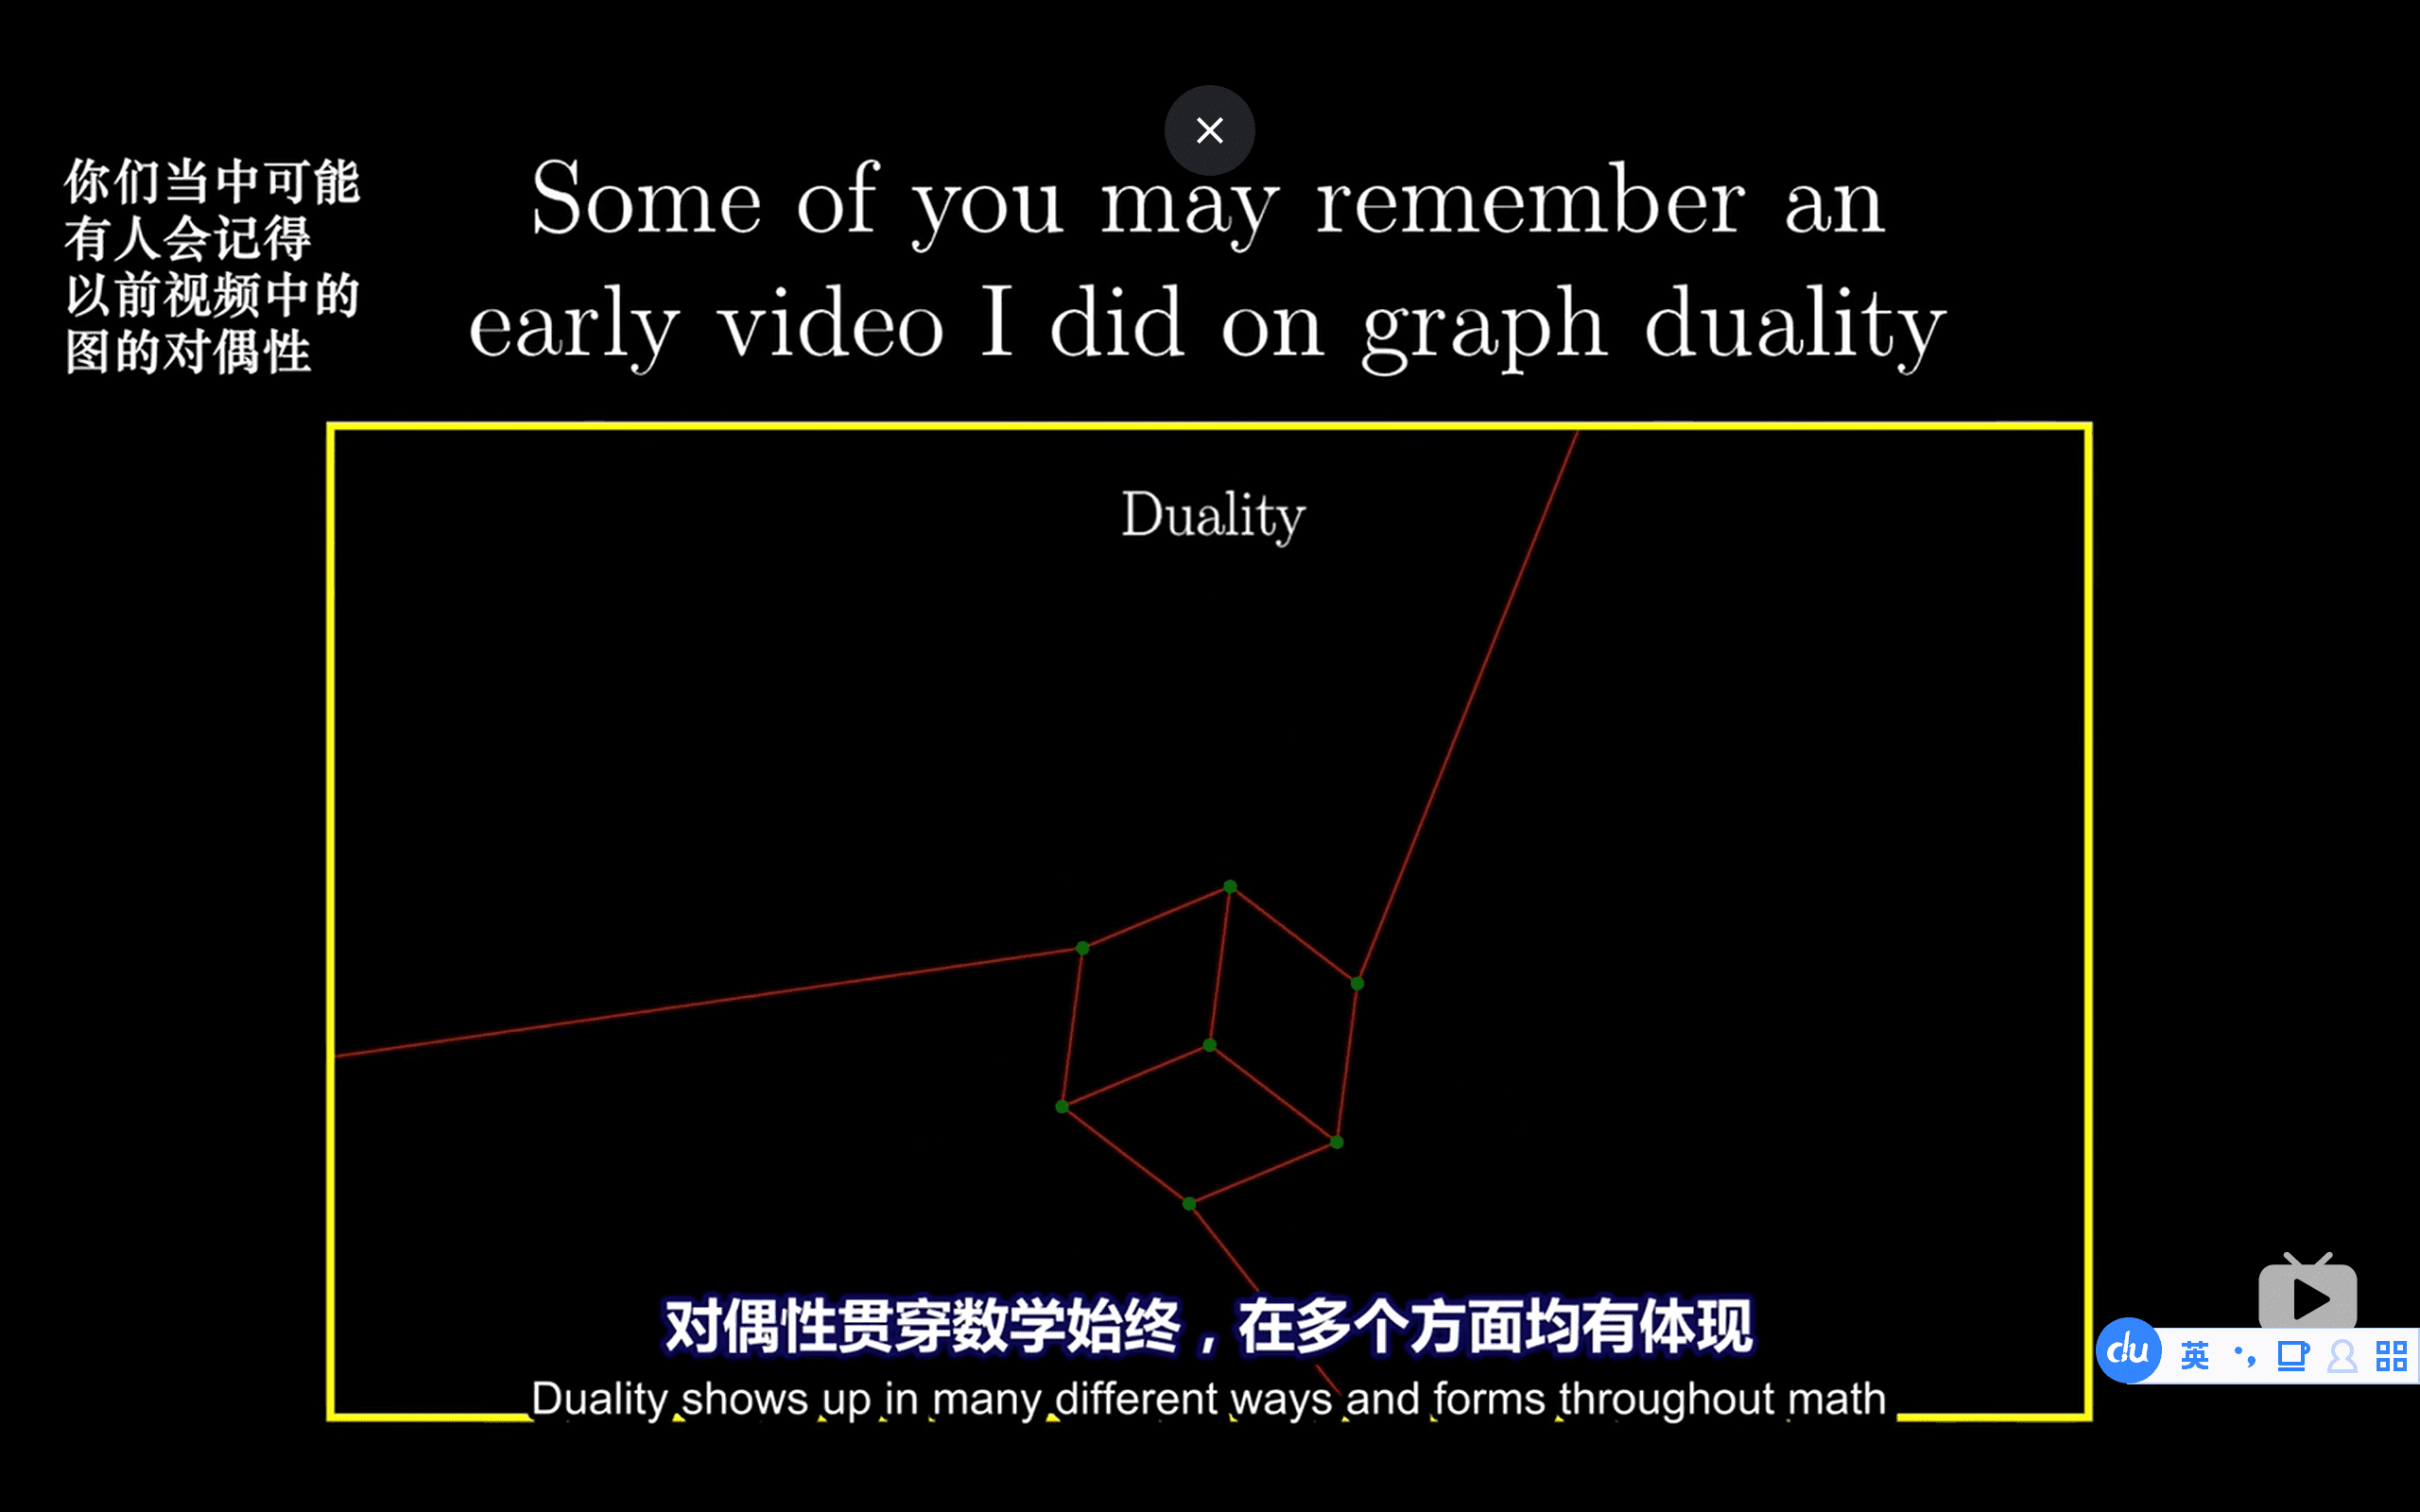 你们当中可能
有人会记得
以前视频中的
图的对偶性
Some of you may remember an
early video I did on graph duality
Duality
对偶性贯穿数学始终，在多个方面均有体现
Duality shows up in many different ways and forms throughout math
du 英